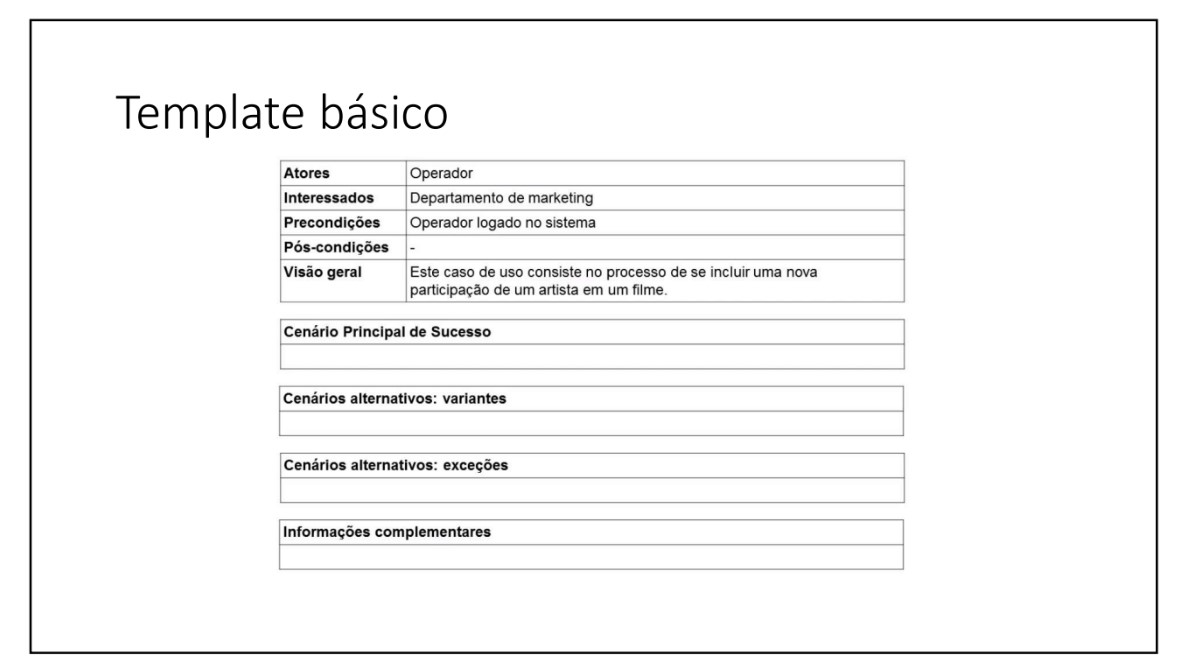 Template básico
Atores Operador
Interessados Departamento de marketing
Precondições Operador logado no sistema
Pós-condições -
Visão geral Este caso de uso consiste no processo de se incluir uma nova
participação de um artista em um filme.
Cenário Principal de Sucesso
Cenários alternativos: variantes
Cenários alternativos: exceções
Informações complementares